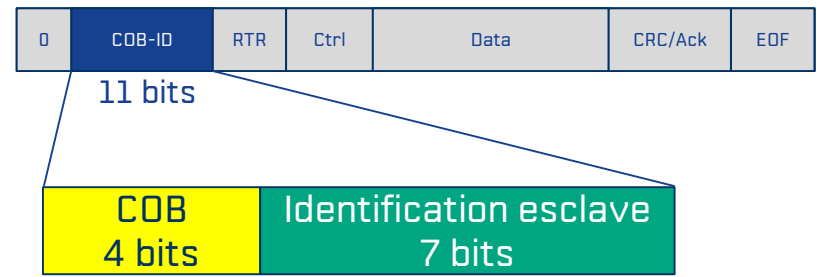 0 COB-ID RTR Ctrl Data CRC/Ack EOF
11 bits
COB Identification esclave
4 bits 7 bits